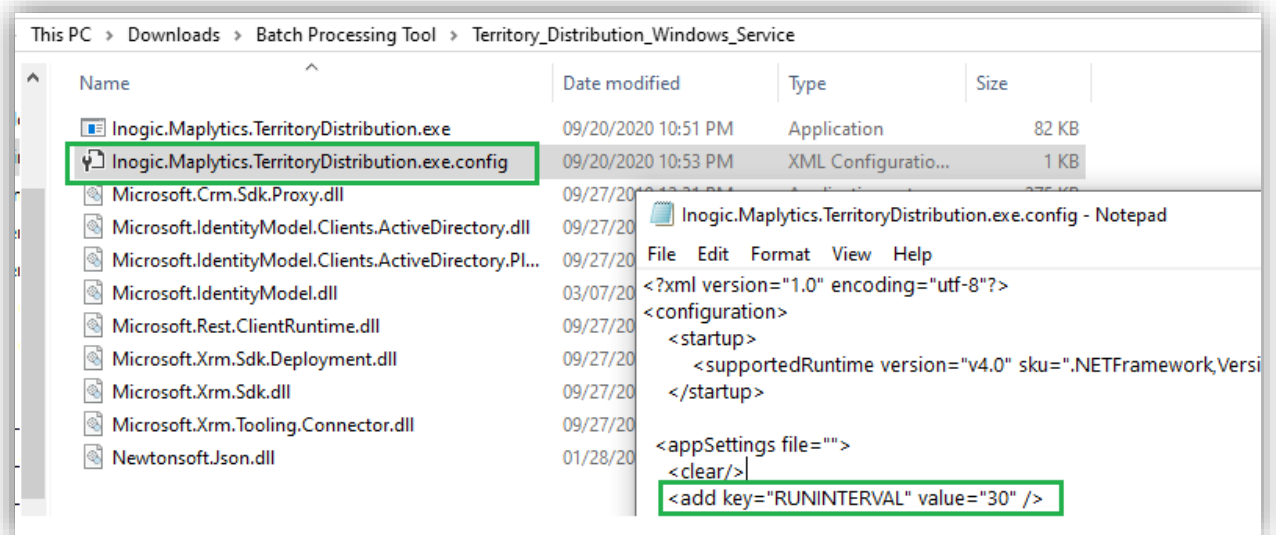 This PC > Downloads > Batch Processing Tool > Territory_Distribution_Windows_Service
Name Date modified Type Size
Inogic.Maplytics.TerritoryDistribution.exe 09/20/2020 10:51 PM Application 82 KB
Inogic.Maplytics.TerritoryDistribution.exe.config 09/20/2020 10:53 PM XML Configuratio... 1 KB
Microsoft.Crm.Sdk.Proxy.dll 09/27/20
Microsoft.IdentityModel.Clients.ActiveDirectory.dll 09/27/20
Microsoft.IdentityModel.Clients.ActiveDirectory.Pl... 09/27/20
Microsoft.IdentityModel.dll 03/07/20
Microsoft.Rest.ClientRuntime.dll 09/27/20
Microsoft.Xrm.Sdk.Deployment.dll 09/27/20
Microsoft.Xrm.Sdk.dll 09/27/20
Microsoft.Xrm.Tooling.Connector.dll 09/27/20
Newtonsoft.Json.dll 01/28/20
Inogic.Maplytics.TerritoryDistribution.exe.config - Notepad
File Edit Format View Help
<?xml version="1.0" encoding="utf-8"?>
<configuration>
<startup>
<supportedRuntime version="v4.0" sku=".NETFramework,Versi
</startup>
<appSettings file="">
<clear/>
<add key="RUNINTERVAL" value="30" />